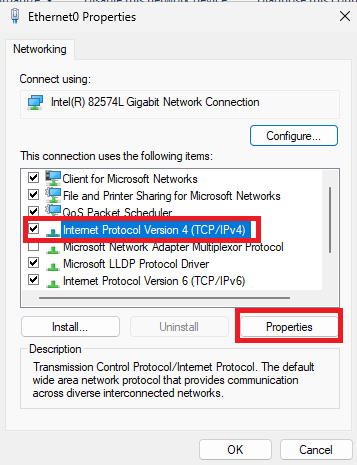 Ethernet0 Properties
Networking
Connect using:
Intel(R) 82574L Gigabit Network Connection
Configure...
This connection uses the following items:
Client for Microsoft Networks
File and Printer Sharing for Microsoft Networks
QoS Packet Scheduler
Internet Protocol Version 4 (TCP/IPv4)
Microsoft Network Adapter Multiplexor Protocol
Microsoft LLDP Protocol Driver
Internet Protocol Version 6 (TCP/IPv6)
Install...
Uninstall
Properties
Description
Transmission Control Protocol/Internet Protocol. The default
wide area network protocol that provides communication
across diverse interconnected networks.
OK
Cancel